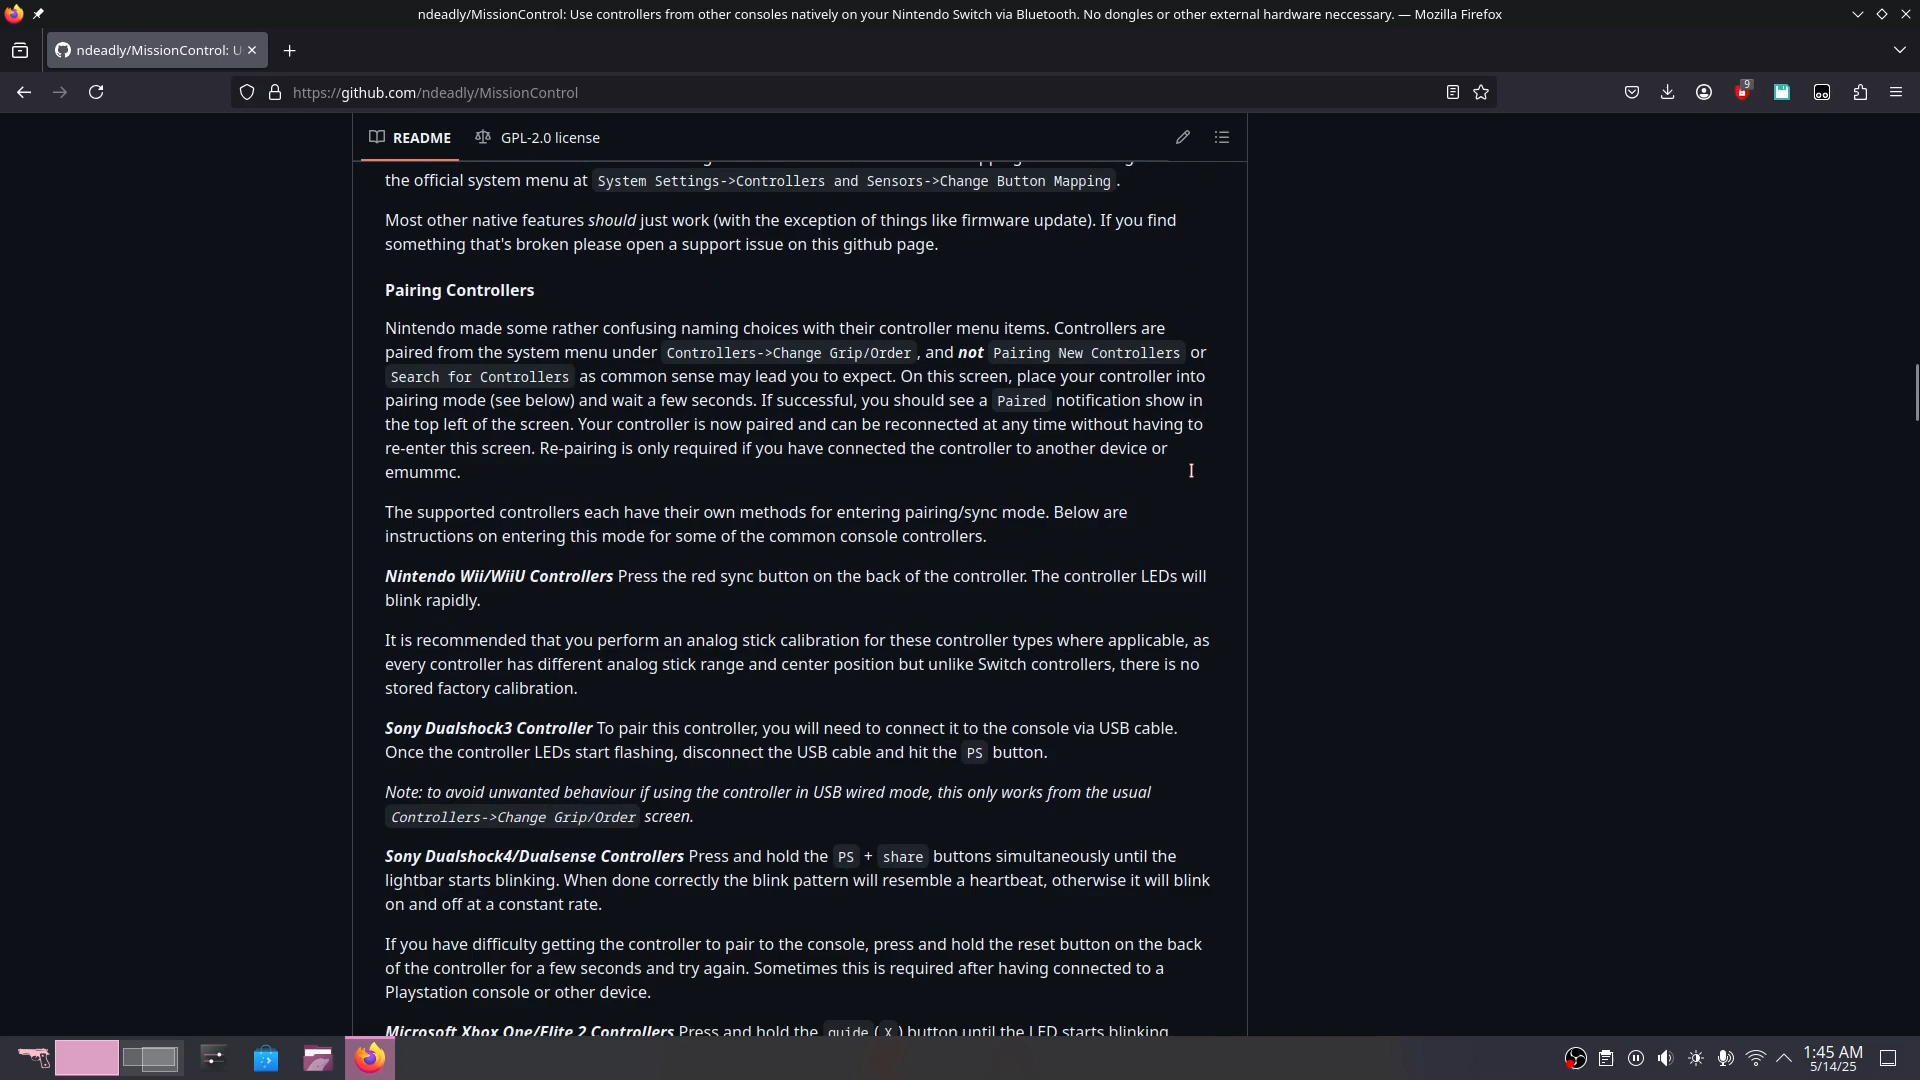 ndeadly/MissionControl: Use controllers from other consoles natively on your Nintendo Switch via Bluetooth. No dongles or other external hardware neccessary. — Mozilla Firefox
ndeadly/MissionControl: U
https://github.com/ndeadly/MissionControl
9
README
GPL-2.0 license
the official system menu at System Settings->Controllers and Sensors->Change Button Mapping.
Most other native features should just work (with the exception of things like firmware update). If you find
something that's broken please open a support issue on this github page.
Pairing Controllers
Nintendo made some rather confusing naming choices with their controller menu items. Controllers are
paired from the system menu under Controllers->Change Grip/Order, and not Pairing New Controllers or
Search for Controllers as common sense may lead you to expect. On this screen, place your controller into
pairing mode (see below) and wait a few seconds. If successful, you should see a Paired notification show in
the top left of the screen. Your controller is now paired and can be reconnected at any time without having to
re-enter this screen. Re-pairing is only required if you have connected the controller to another device or
emummc.
The supported controllers each have their own methods for entering pairing/sync mode. Below are
instructions on entering this mode for some of the common console controllers.
Nintendo Wii/WiiU Controllers Press the red sync button on the back of the controller. The controller LEDs will
blink rapidly.
It is recommended that you perform an analog stick calibration for these controller types where applicable, as
every controller has different analog stick range and center position but unlike Switch controllers, there is no
stored factory calibration.
Sony Dualshock3 Controller To pair this controller, you will need to connect it to the console via USB cable.
Once the controller LEDs start flashing, disconnect the USB cable and hit the PS button.
Note: to avoid unwanted behaviour if using the controller in USB wired mode, this only works from the usual
Controllers->Change Grip/Order screen.
Sony Dualshock4/Dualsense Controllers Press and hold the PS + share buttons simultaneously until the
lightbar starts blinking. When done correctly the blink pattern will resemble a heartbeat, otherwise it will blink
on and off at a constant rate.
If you have difficulty getting the controller to pair to the console, press and hold the reset button on the back
of the controller for a few seconds and try again. Sometimes this is required after having connected to a
Playstation console or other device.
Microsoft Xbox One/Elite 2 Controllers Press and hold the guide(X) button until the LED starts blinking
1:45 AM
5/14/25